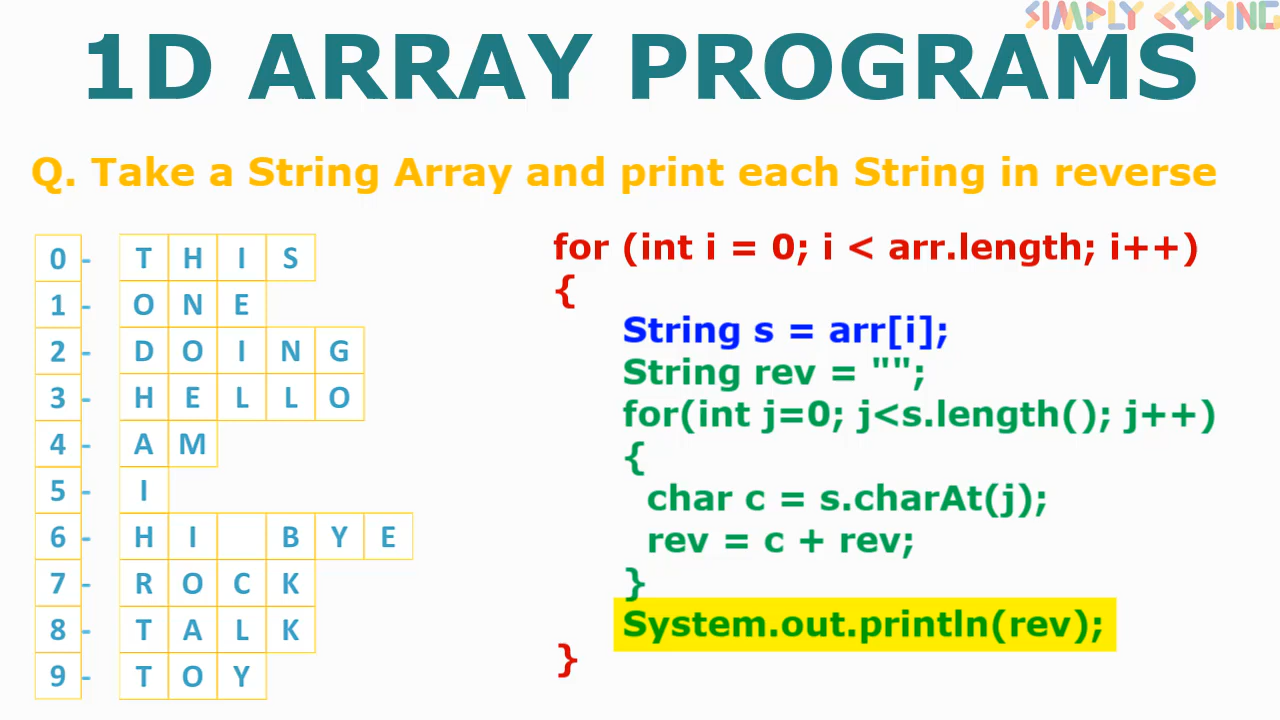 SIMPLY CODING
1D ARRAY PROGRAMS
Q. Take a String Array and print each String in reverse
0 - T H I S
1 - O N E
2 - D O I N G
3 - H E L L O
4 - A M
5 - I
6 - H I   B Y E
7 - R O C K
8 - T A L K
9 - T O Y
for (int i = 0; i < arr.length; i++)
{
String s = arr[i];
String rev = "";
for(int j=0; j<s.length(); j++)
{
char c = s.charAt(j);
rev = c + rev;
}
System.out.println(rev);
}